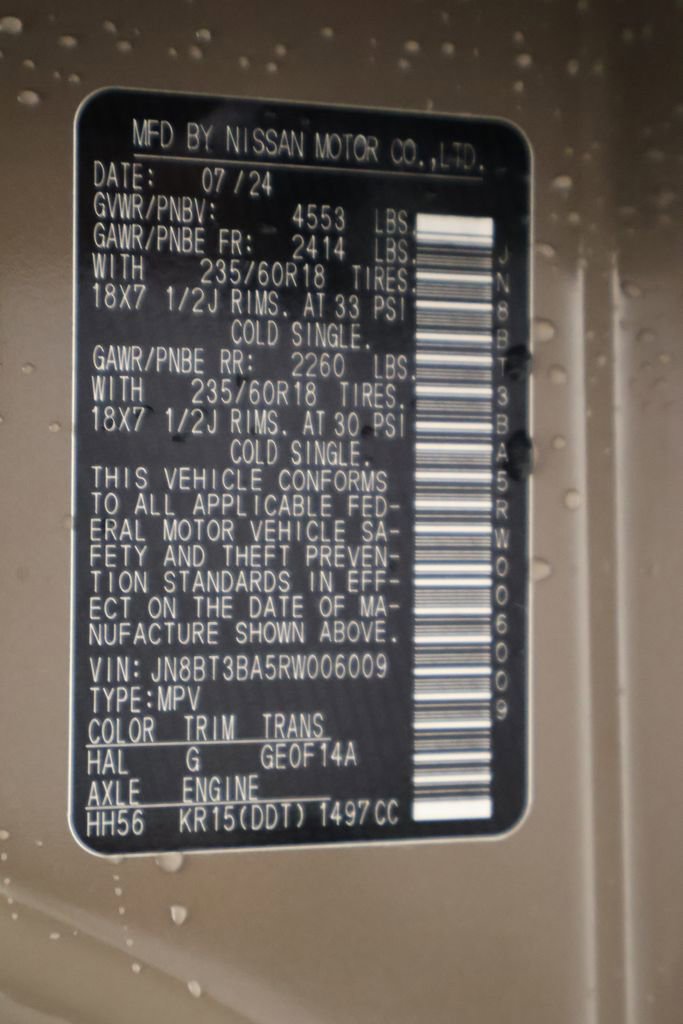 MFD BY NISSAN MOTOR CO.,LTD.
DATE: 07/24
GVWR/PNBV: 4553 LBS.
GAWR/PNBE FR: 2414 LBS.
WITH 235/60R18 TIRES.
18X7 1/2J RIMS. AT 33 PSI
COLD SINGLE.
GAWR/PNBE RR: 2260 LBS.
WITH 235/60R18 TIRES.
18X7 1/2J RIMS. AT 30 PSI
COLD SINGLE.
THIS VEHICLE CONFORMS
TO ALL APPLICABLE FED-
ERAL MOTOR VEHICLE SA-
FETY AND THEFT PREVEN-
TION STANDARDS IN EFF-
ECT ON THE DATE OF MA-
NUFACTURE SHOWN ABOVE.
VIN: JN8BT3BA5RW006009
TYPE:MPV
COLOR TRIM TRANS
HAL G GE0F14A
AXLE ENGINE
HH56 KR15(DDT) 1497CC
JN8BT3BA5RW006009